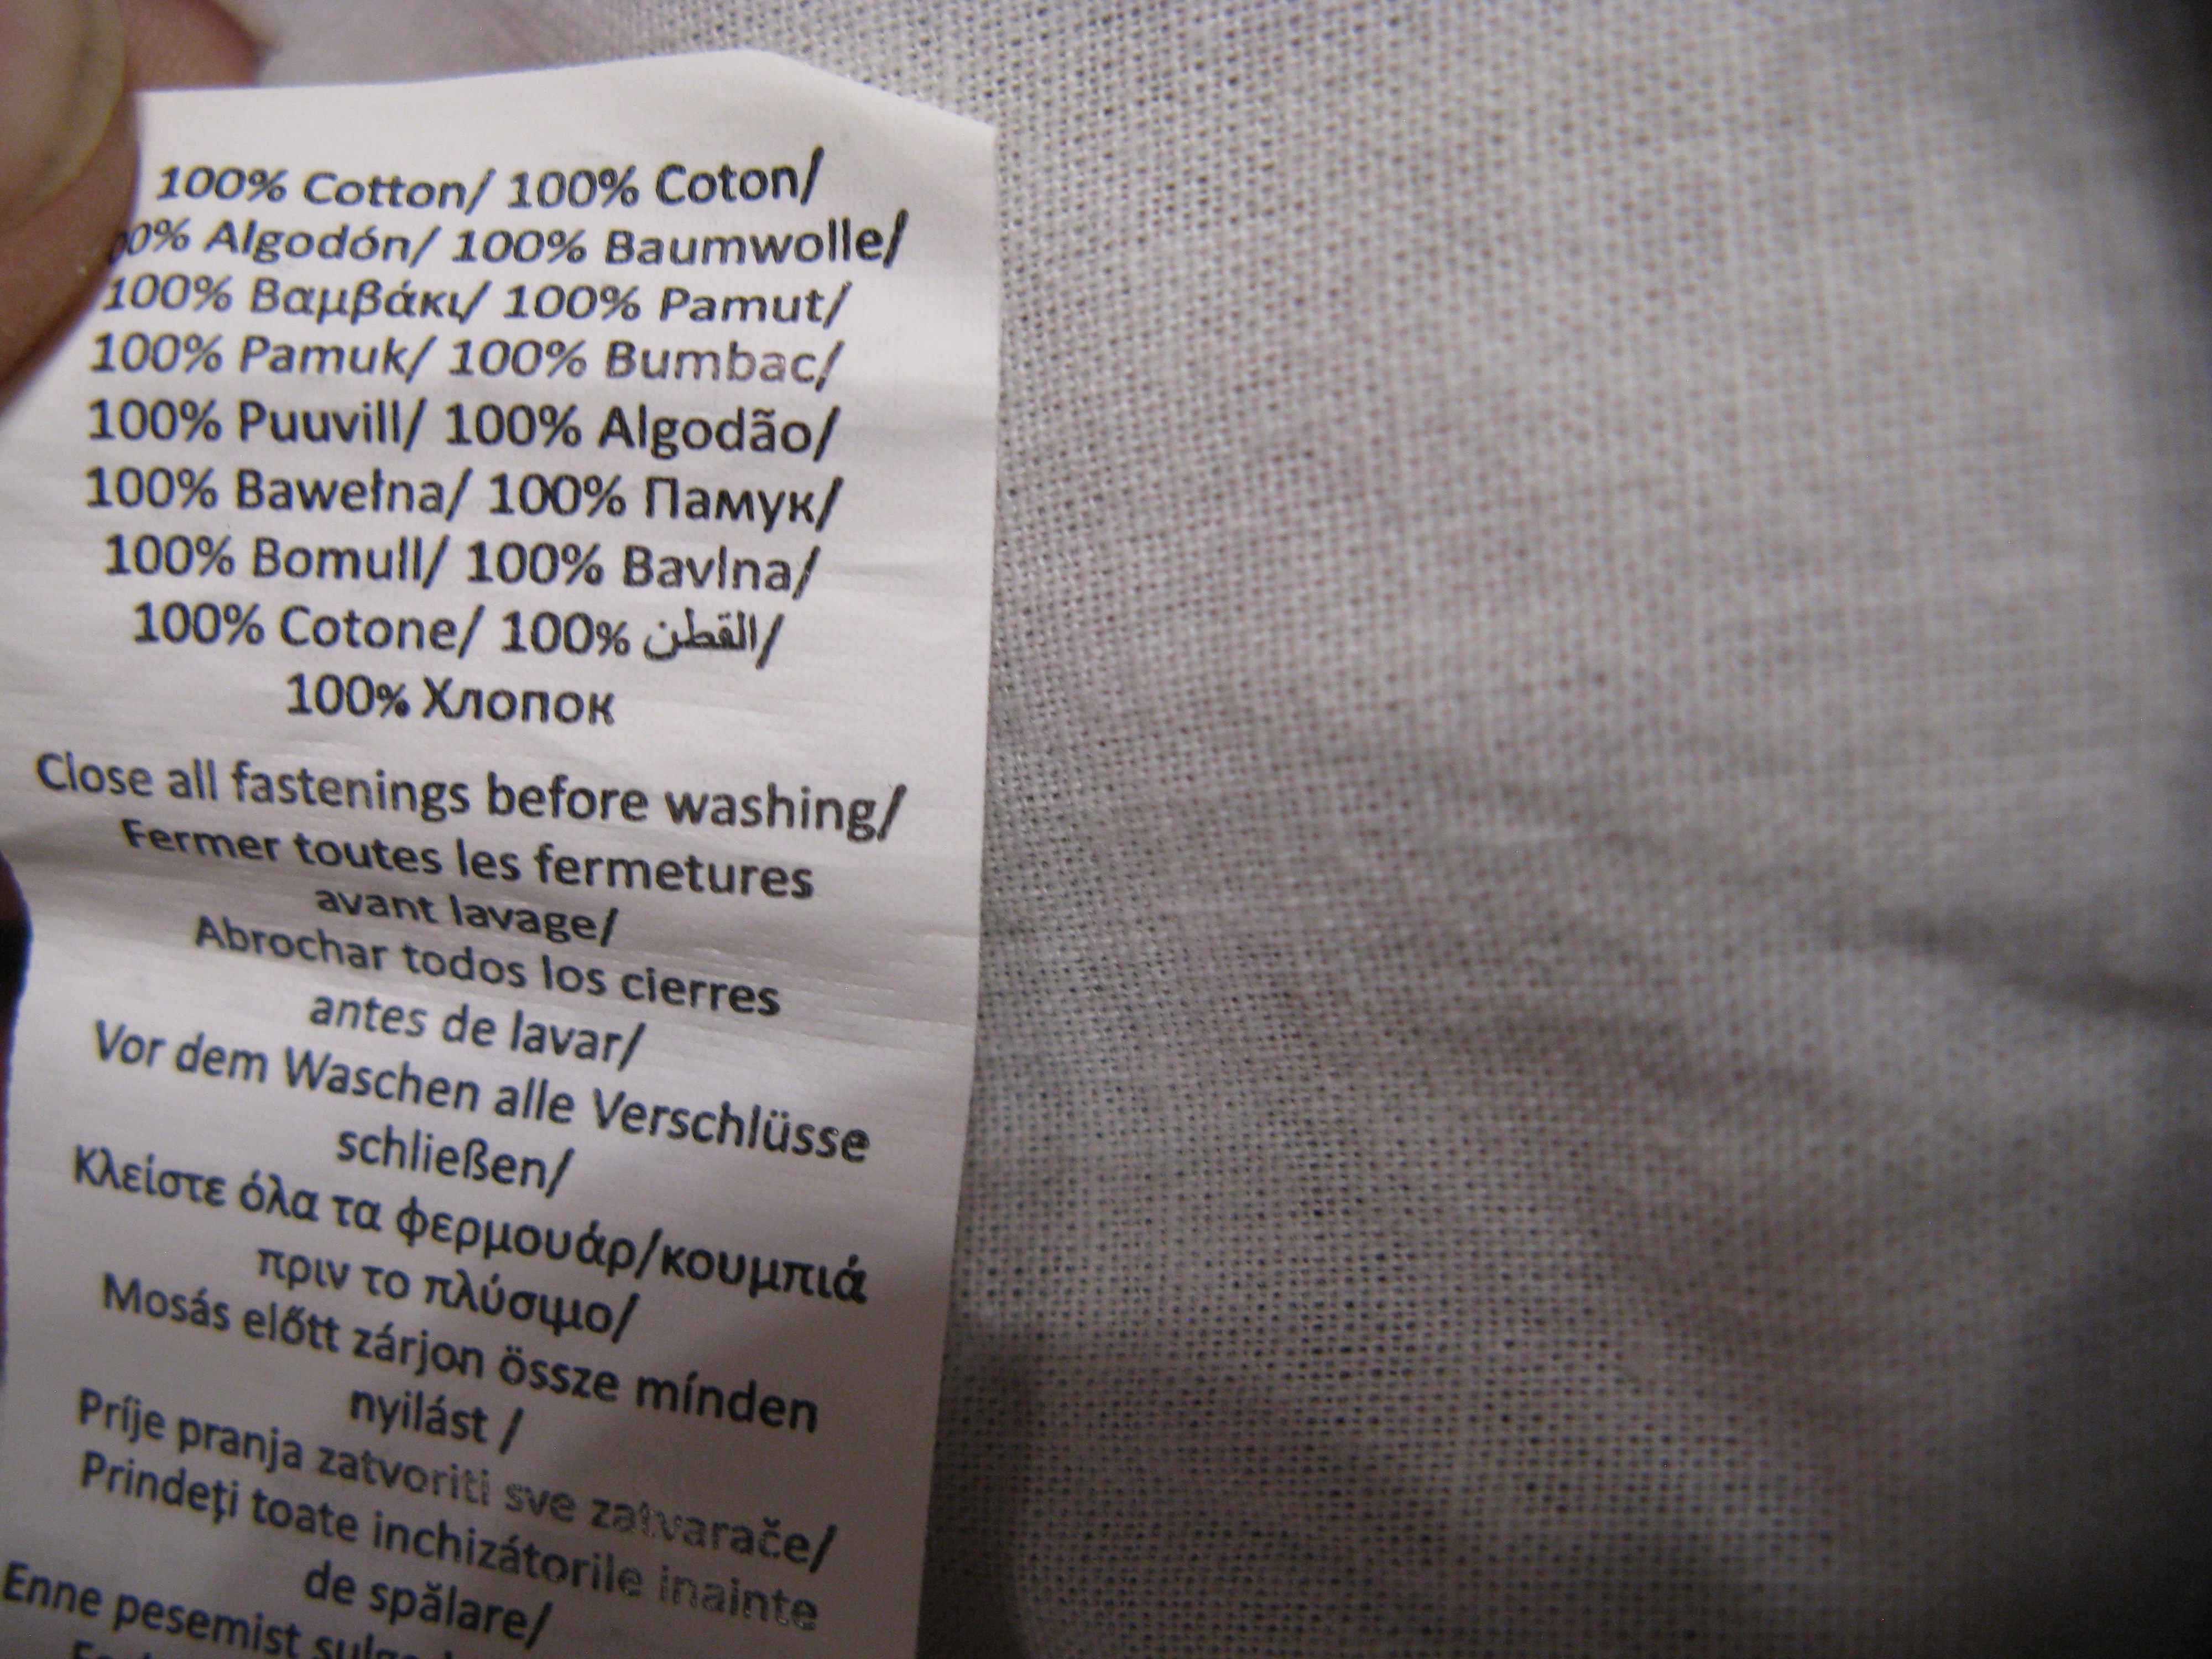 100% Cotton/ 100% Coton/
00% Algodón/ 100% Baumwolle/
100% Βαμβάκι/ 100% Pamut/
100% Pamuk/ 100% Bumbac/
100% Puuvill/ 100% Algodão/
100% Bawełna/ 100% Памук/
100% Bomull/ 100% Bavlna/
100% Cotone/ 100% القطن/
100% Хлопок
Close all fastenings before washing/
Fermer toutes les fermetures
avant lavage/
Abrochar todos los cierres
antes de lavar/
Vor dem Waschen alle Verschlüsse
schließen/
Κλείστε όλα τα φερμουάρ/κουμπιά
πριν το πλύσιμο/
Mosás előtt zárjon össze mínden
nyilást /
Príje pranja zatvoriti sve zatvarače/
Prindeți toate inchizátorile inainte
de spălare/
Enne pesemist